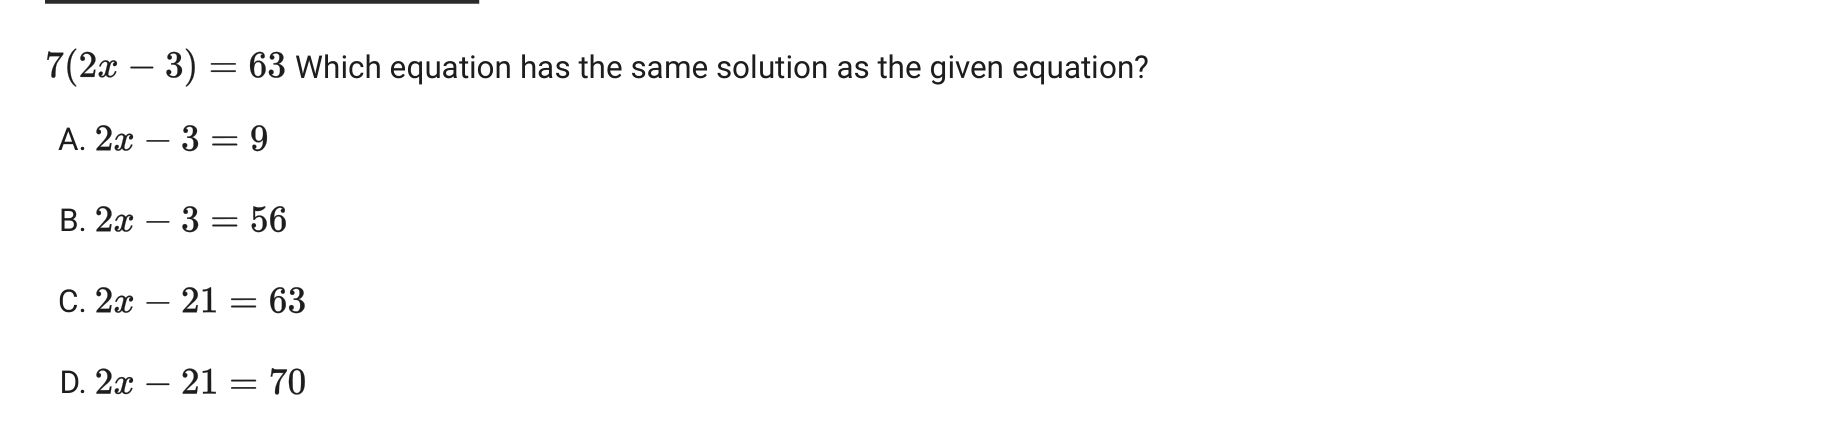 7(2x − 3) = 63 Which equation has the same solution as the given equation?
A. 2x − 3 = 9
B. 2x − 3 = 56
C. 2x − 21 = 63
D. 2x − 21 = 70